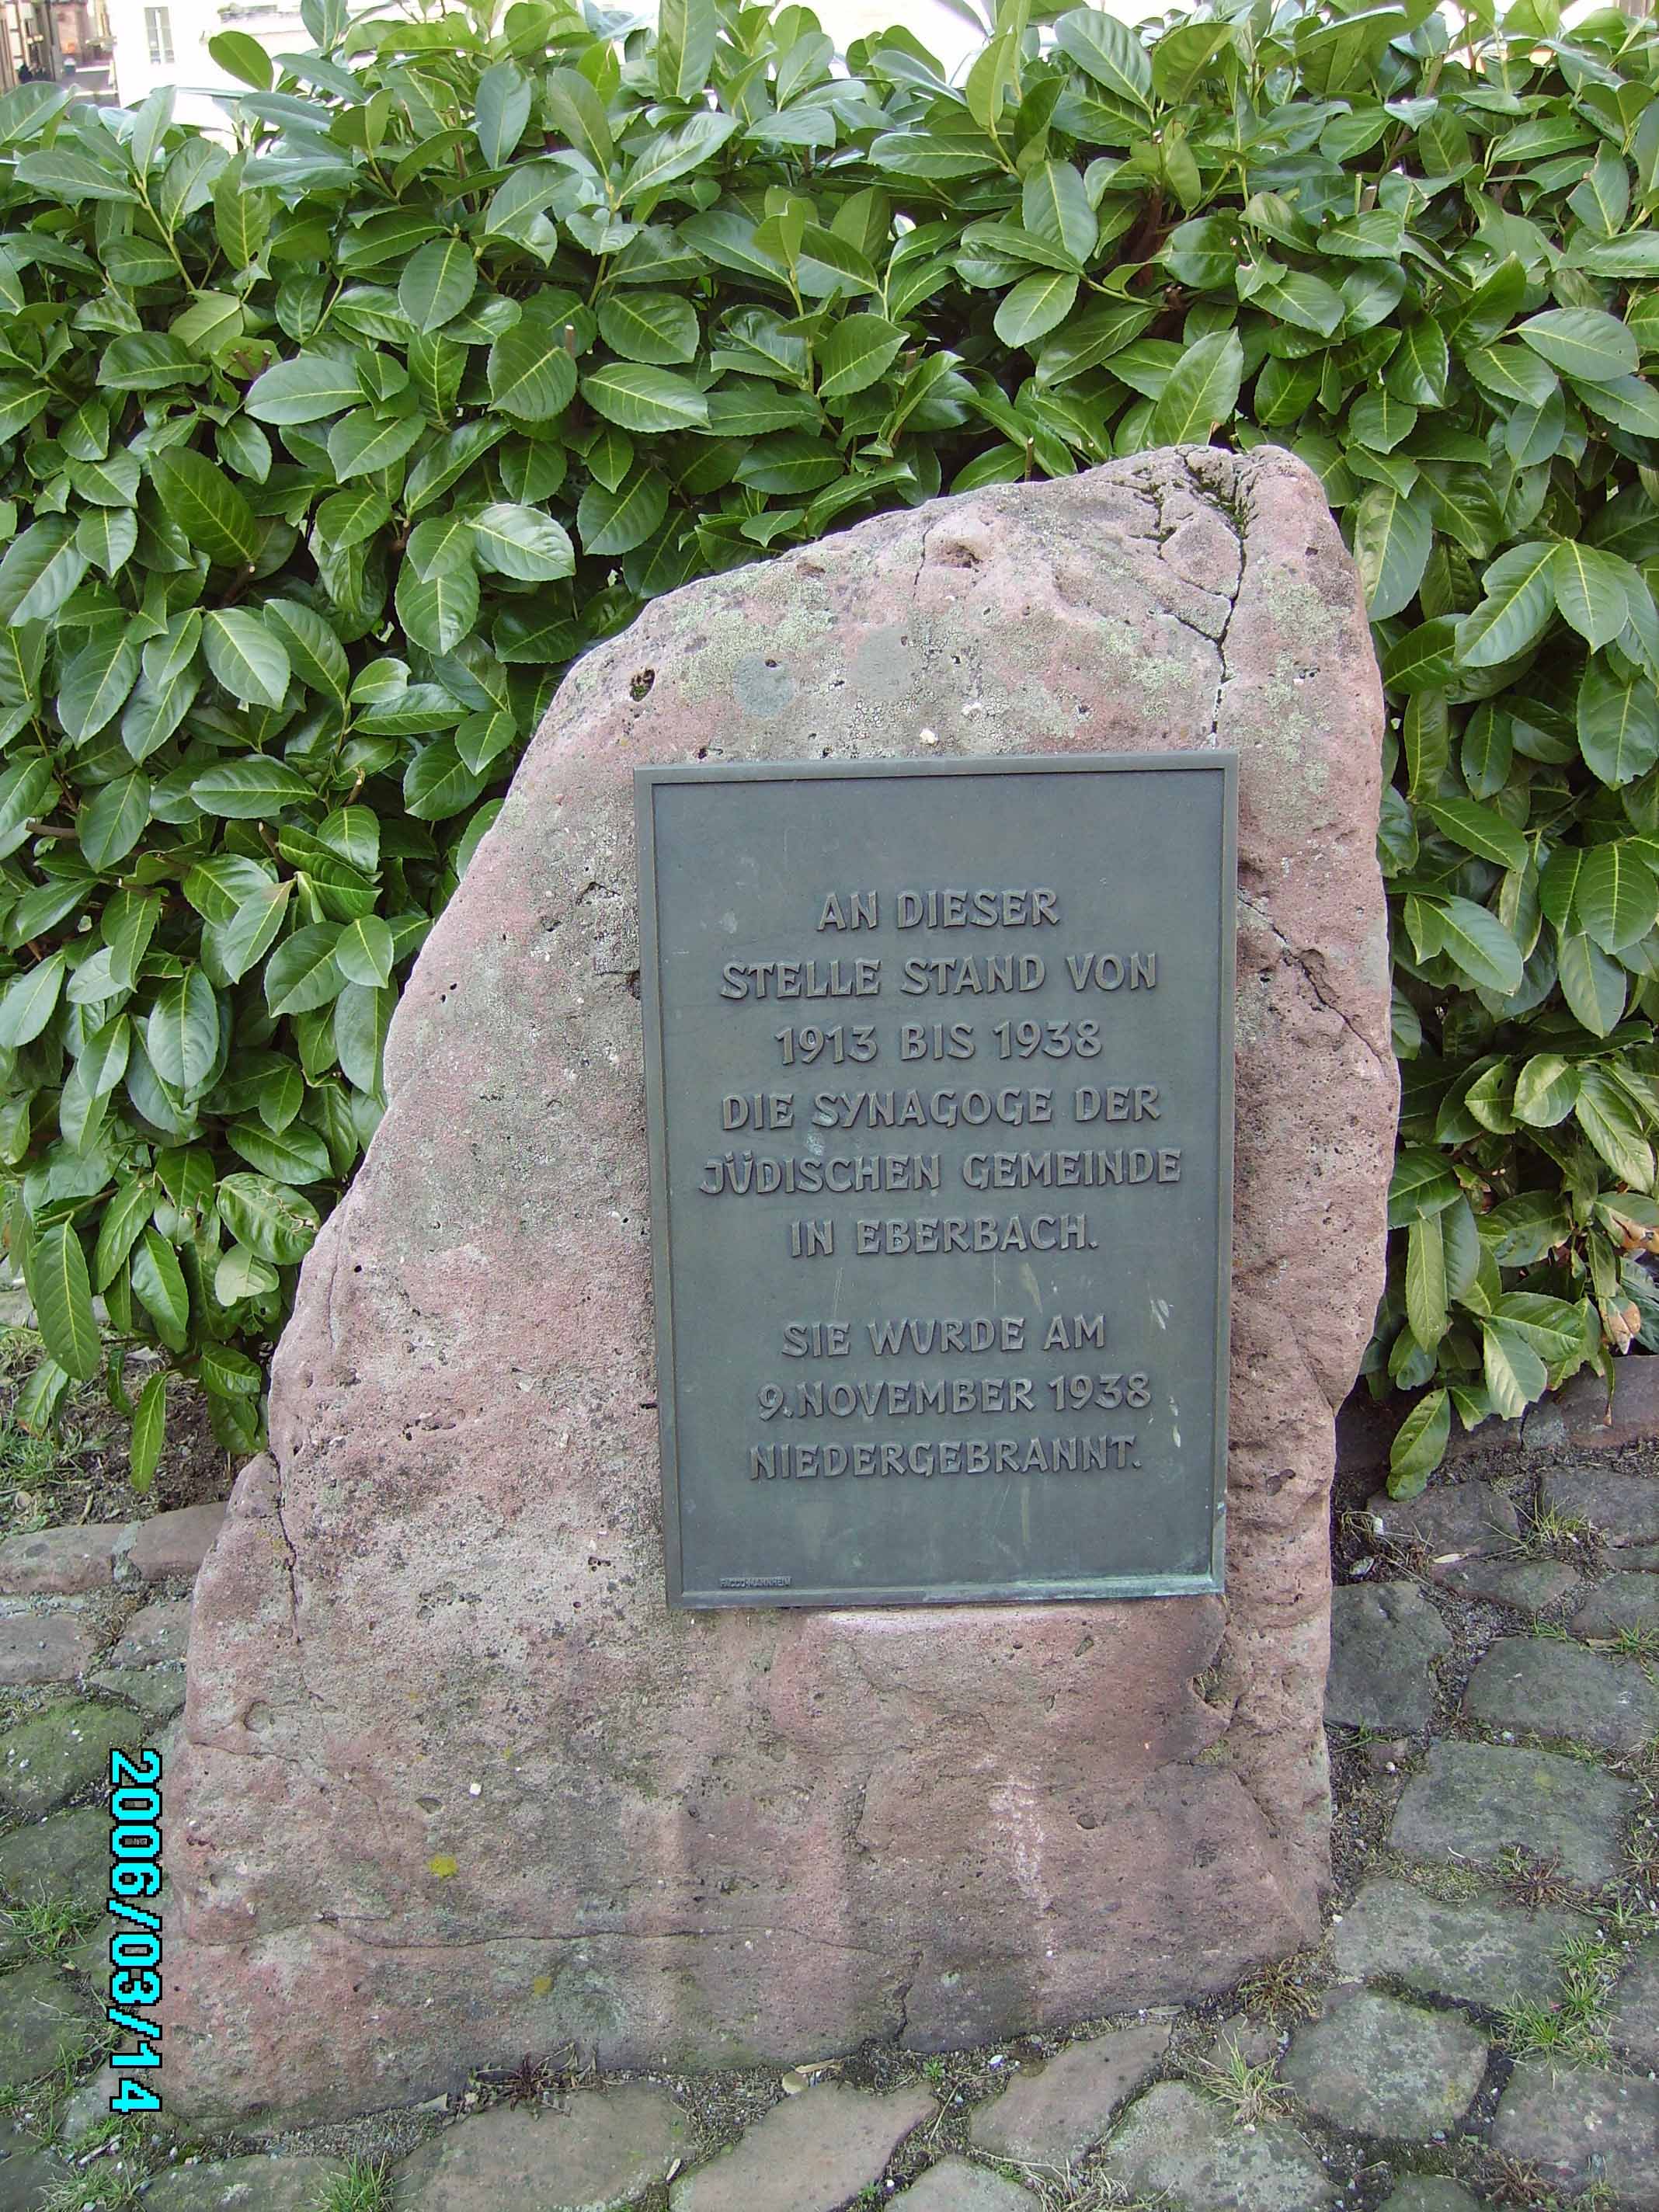 AN DIESER
STELLE STAND VON
1913 BIS 1938
DIE SYNAGOGE DER
JÜDISCHEN GEMEINDE
IN EBERBACH.
SIE WURDE AM
9.NOVEMBER 1938
NIEDERGEBRANNT.
2006/03/14